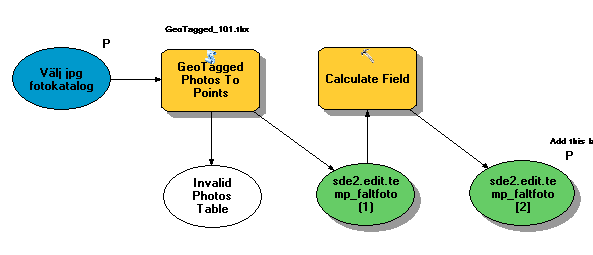 GeoTagged_101.tbx
P
Välj jpg
fotokatalog
GeoTagged
Photos To
Points
Calculate Field
Add this
P
Invalid
Photos
Table
sde2.edit.te
mp_faltfoto
[1]
sde2.edit.te
mp_faltfoto
[2]